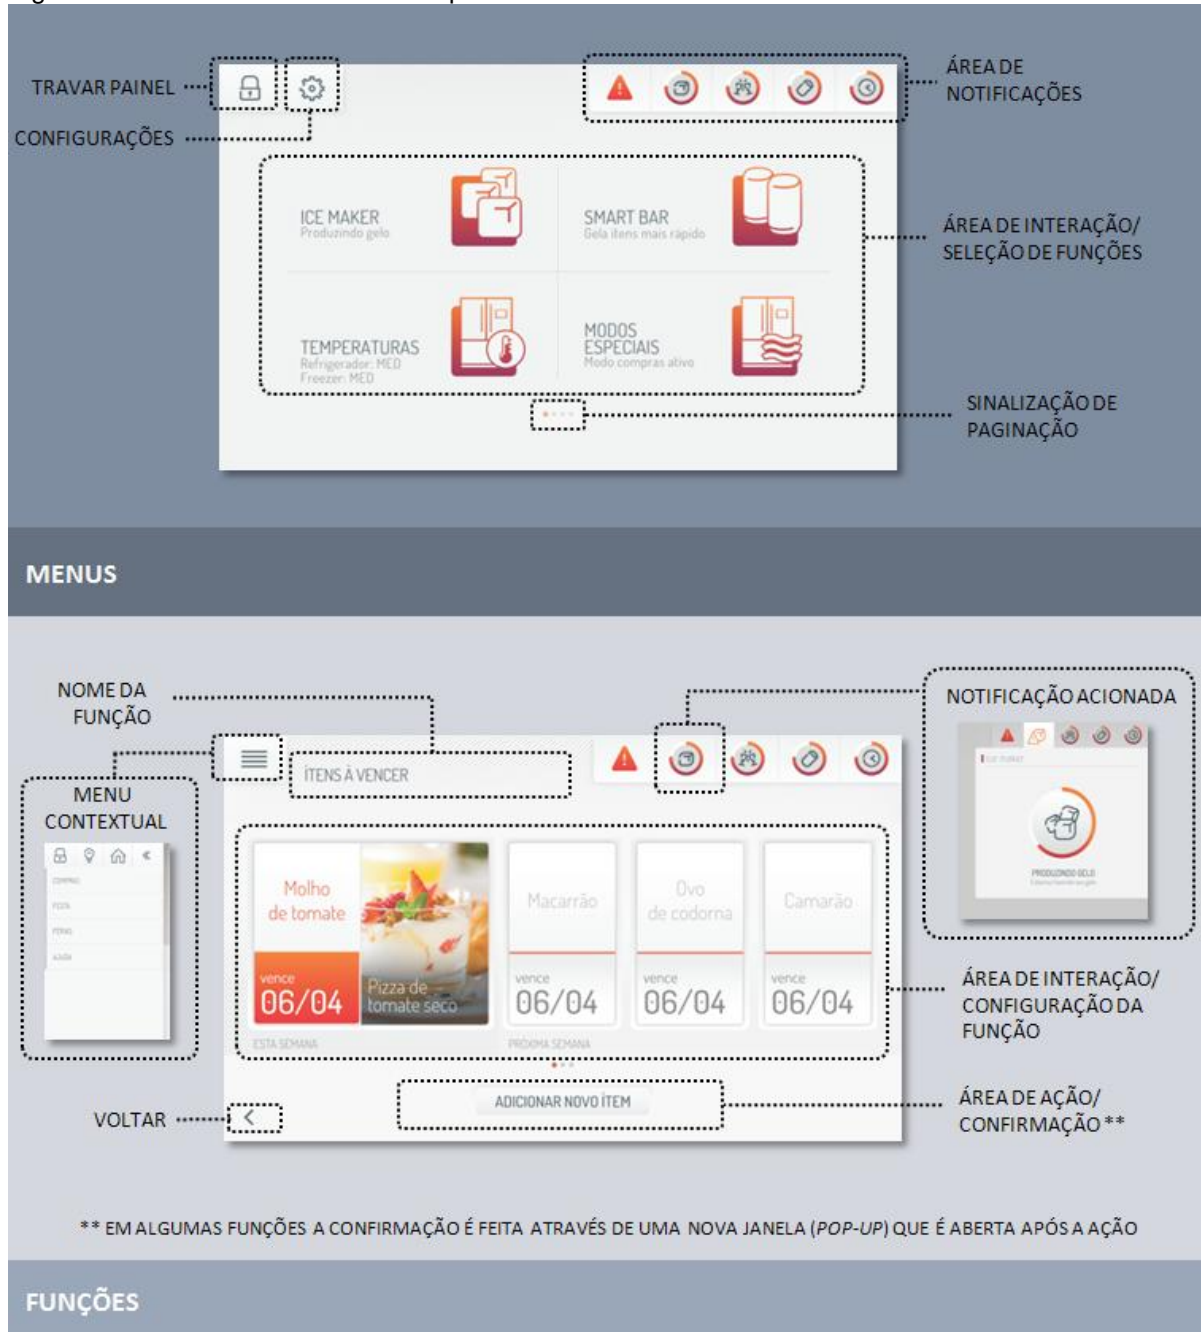 TRAVAR PAINEL
CONFIGURAÇÕES
ÁREA DE
NOTIFICAÇÕES
ICE MAKER
Produzindo gelo
SMART BAR
Gela itens mais rápido
ÁREA DE INTERAÇÃO/
SELEÇÃO DE FUNÇÕES
TEMPERATURAS
Refrigerador: MED
Freezer: MED
MODOS
ESPECIAIS
Modo compras ativo
SINALIZAÇÃO DE
PAGINAÇÃO
MENUS
NOME DA
FUNÇÃO
NOTIFICAÇÃO ACIONADA
ÍTENS À VENCER
MENU
CONTEXTUAL
COMPRAS
FESTA
FÉRIAS
AJUDA
PRODUZINDO GELO
Molho
de tomate
vence
06/04
Pizza de
tomate seco
Macarrão
vence
06/04
Ovo
de codorna
vence
06/04
Camarão
vence
06/04
ESTA SEMANA
PRÓXIMA SEMANA
ÁREA DE INTERAÇÃO/
CONFIGURAÇÃO DA
FUNÇÃO
ADICIONAR NOVO ÍTEM
VOLTAR
ÁREA DE AÇÃO/
CONFIRMAÇÃO **
** EM ALGUMAS FUNÇÕES A CONFIRMAÇÃO É FEITA ATRAVÉS DE UMA NOVA JANELA (POP-UP) QUE É ABERTA APÓS A AÇÃO
FUNÇÕES